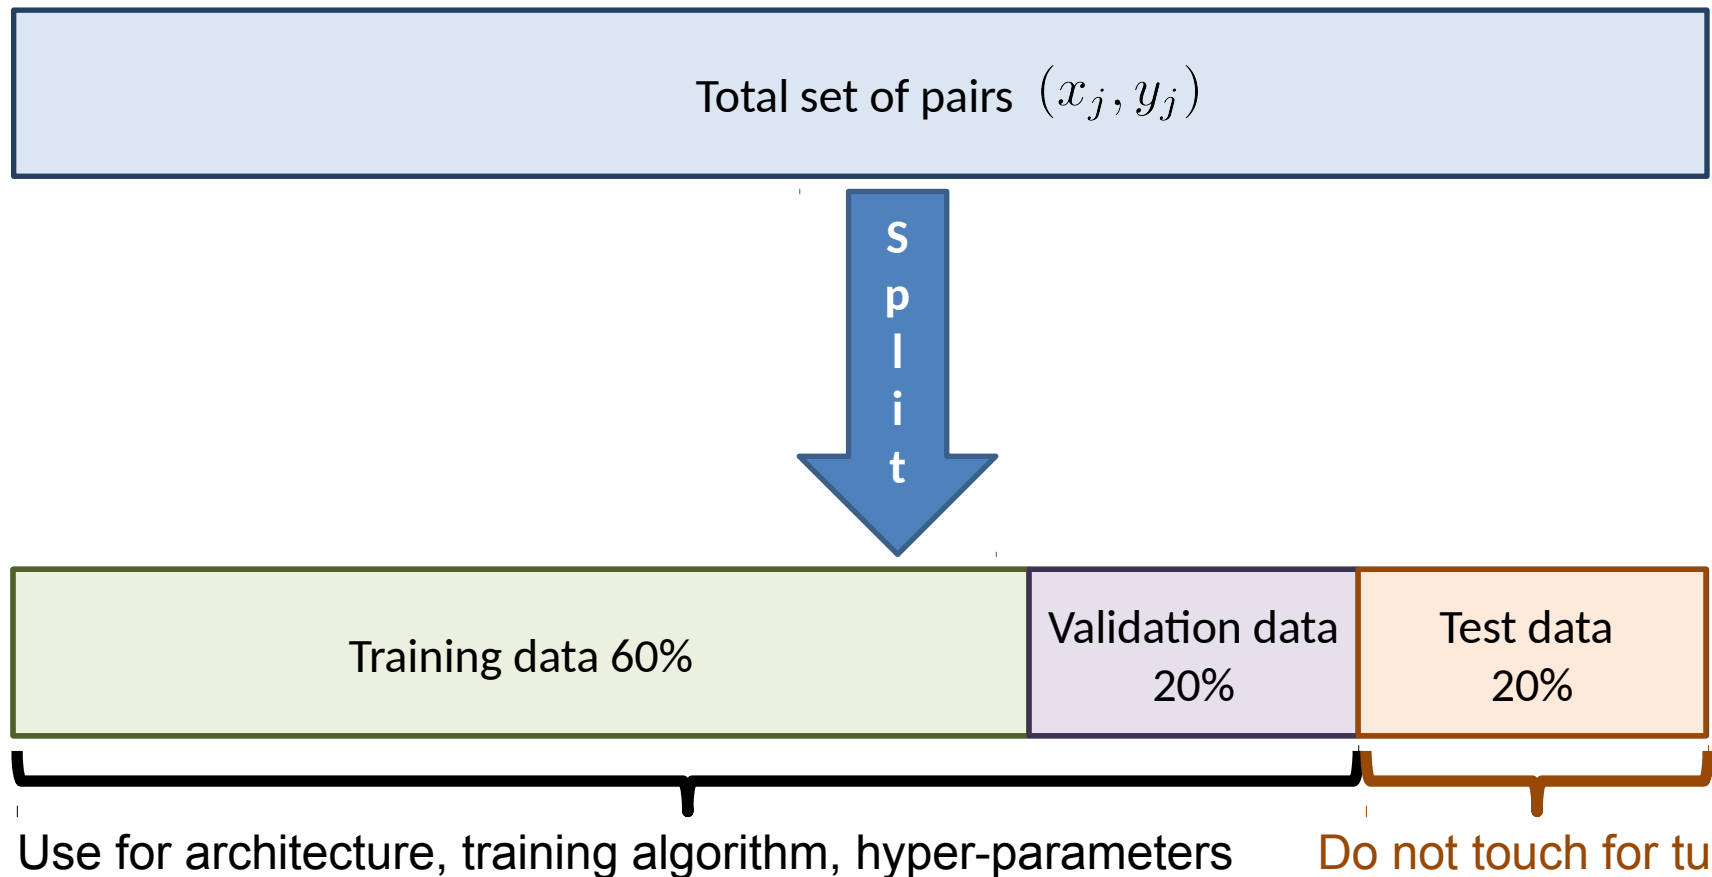 Total set of pairs (x_j, y_j)
S
p
l
i
t
Training data 60%
Validation data
20%
Test data
20%
Use for architecture, training algorithm, hyper-parameters
Do not touch for tu